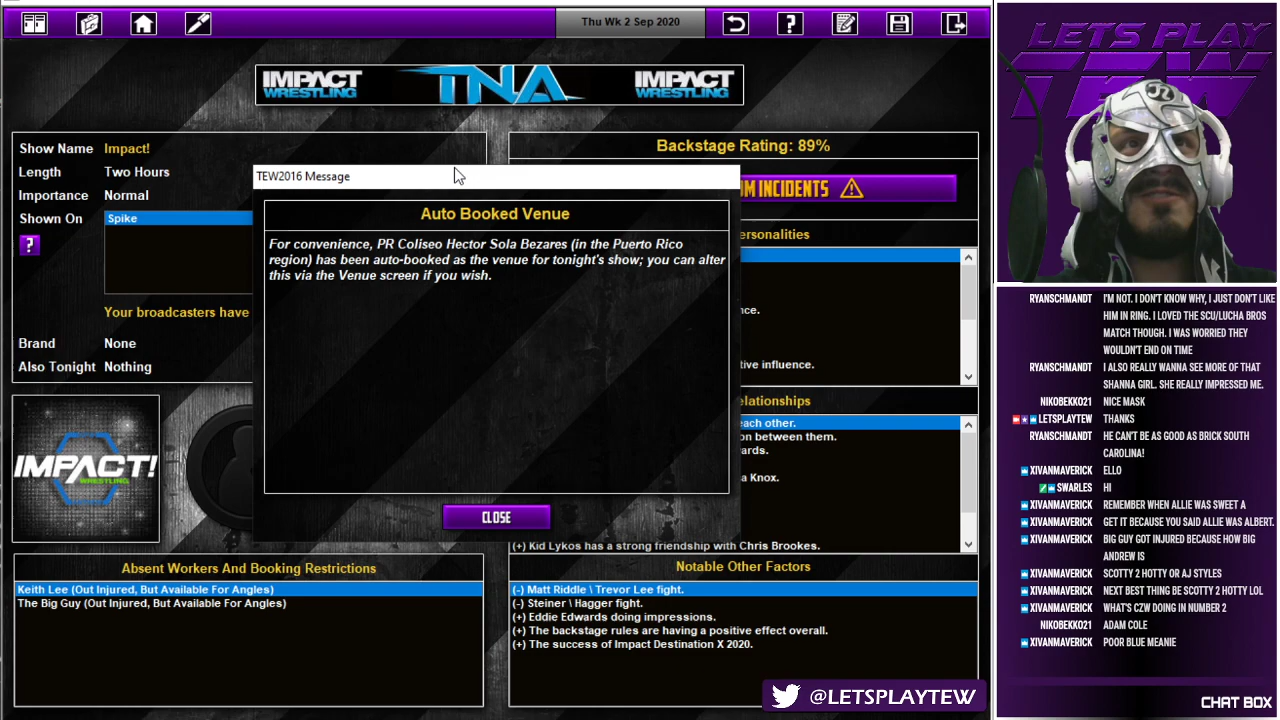 Thu Wk 2 Sep 2020
LETS PLAY
TEW
IMPACT WRESTLING TNA IMPACT WRESTLING
Show Name Impact!
Length Two Hours
Importance Normal
Shown On Spike
?
Your broadcasters have
Brand None
Also Tonight Nothing
Backstage Rating: 89%
OM INCIDENTS
ersonalities
ce.
tive influence.
elationships
each other.
on between them.
ards.
a Knox.
(+) Kid Lykos has a strong friendship with Chris Brookes.
TEW2016 Message
Auto Booked Venue
For convenience, PR Coliseo Hector Sola Bezares (in the Puerto Rico
region) has been auto-booked as the venue for tonight's show; you can alter
this via the Venue screen if you wish.
CLOSE
IMPACT!
WRESTLING
Absent Workers And Booking Restrictions
Keith Lee (Out Injured, But Available For Angles)
The Big Guy (Out Injured, But Available For Angles)
Notable Other Factors
(-) Matt Riddle \ Trevor Lee fight.
(-) Steiner \ Hagger fight.
(+) Eddie Edwards doing impressions.
(+) The backstage rules are having a positive effect overall.
(+) The success of Impact Destination X 2020.
@LETSPLAYTEW
RYANSCHMANDT I'M NOT. I DON'T KNOW WHY, I JUST DON'T LIKE
HIM IN RING. I LOVED THE SCU/LUCHA BROS
MATCH THOUGH. I WAS WORRIED THEY
WOULDN'T END ON TIME
RYANSCHMANDT I ALSO REALLY WANNA SEE MORE OF THAT
SHANNA GIRL. SHE REALLY IMPRESSED ME.
NIKOBEKKO21 NICE MASK
LETSPLAYTEW THANKS
RYANSCHMANDT HE CAN'T BE AS GOOD AS BRICK SOUTH
CAROLINA!
XIVANMAVERICK ELLO
SWARLES HI
XIVANMAVERICK REMEMBER WHEN ALLIE WAS SWEET A
XIVANMAVERICK GET IT BECAUSE YOU SAID ALLIE WAS ALBERT.
XIVANMAVERICK BIG GUY GOT INJURED BECAUSE HOW BIG
ANDREW IS
XIVANMAVERICK SCOTTY 2 HOTTY OR AJ STYLES
XIVANMAVERICK NEXT BEST THING BE SCOTTY 2 HOTTY LOL
XIVANMAVERICK WHAT'S CZW DOING IN NUMBER 2
NIKOBEKKO21 ADAM COLE
XIVANMAVERICK POOR BLUE MEANIE
CHAT BOX